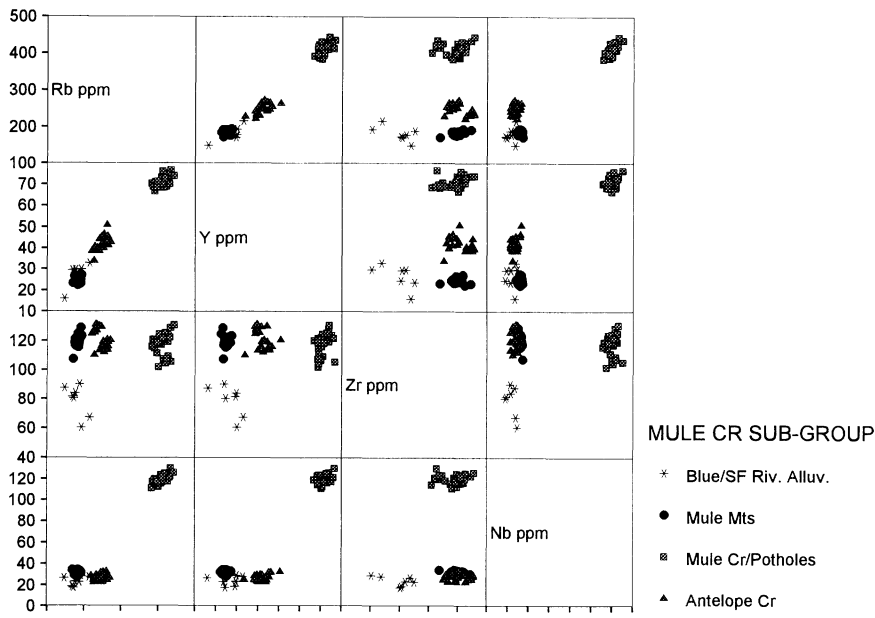 500
400
300
200
100
Rb ppm
70
60
50
40
30
20
10
Y ppm
120
100
80
60
40
Zr ppm
120
100
80
60
40
20
0
Nb ppm
MULE CR SUB-GROUP
Blue/SF Riv. Alluv.
Mule Mts
Mule Cr/Potholes
Antelope Cr